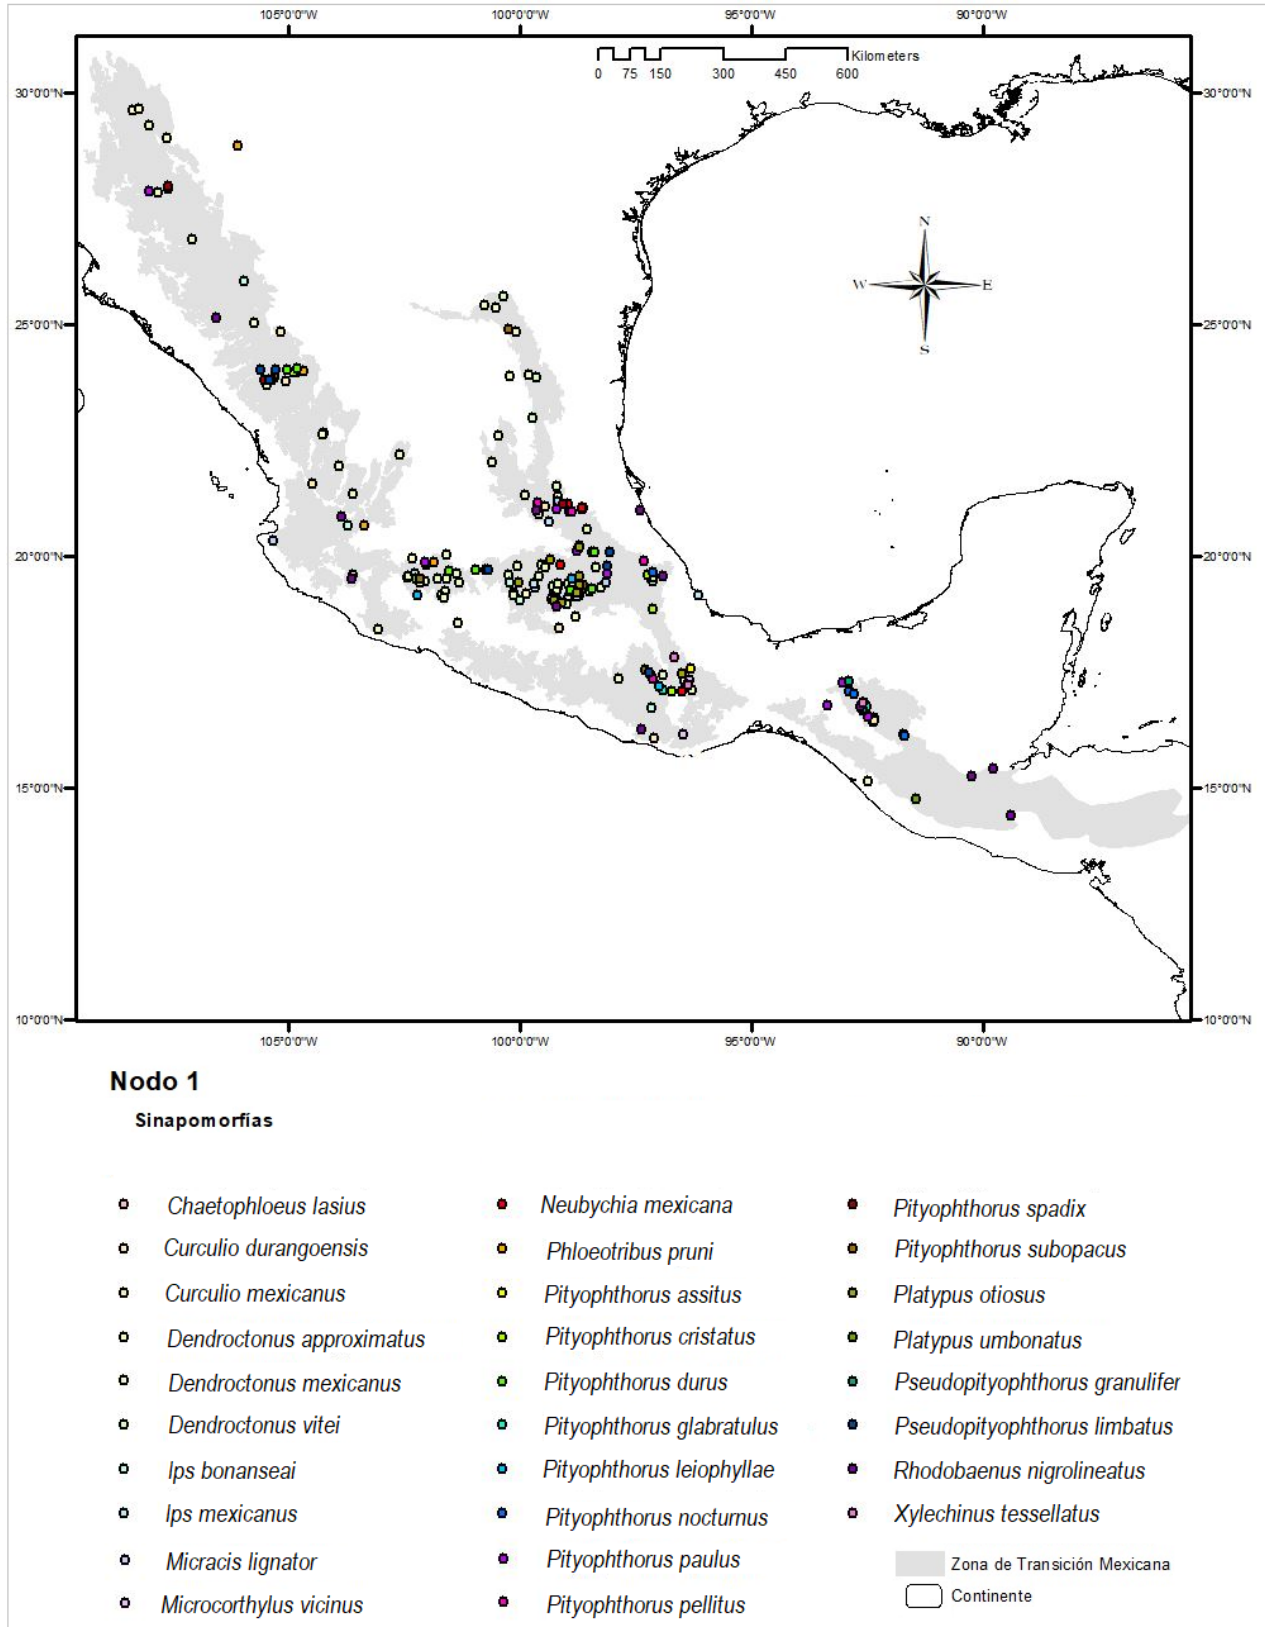 105°0'0"W 100°0'0"W 95°0'0"W 90°0'0"W
Kilometers
0 75 150 300 450 600
30°0'0"N 30°0'0"N
N
W E
S
25°0'0"N 25°0'0"N
20°0'0"N 20°0'0"N
15°0'0"N 15°0'0"N
10°0'0"N 10°0'0"N
105°0'0"W 100°0'0"W 95°0'0"W 90°0'0"W
Nodo 1
Sinapomorfías
Chaetophloeus lasius
Curculio durangoensis
Curculio mexicanus
Dendroctonus approximatus
Dendroctonus mexicanus
Dendroctonus vitei
Ips bonanseai
Ips mexicanus
Micracis lignator
Microcorthylus vicinus
Neubychia mexicana
Phloeotribus pruni
Pityophthorus assitus
Pityophthorus cristatus
Pityophthorus durus
Pityophthorus glabratulus
Pityophthorus leiophyllae
Pityophthorus nocturnus
Pityophthorus paulus
Pityophthorus pellitus
Pityophthorus spadix
Pityophthorus subopacus
Platypus otiosus
Platypus umbonatus
Pseudopityophthorus granulifer
Pseudopityophthorus limbatus
Rhodobaenus nigrolineatus
Xylechinus tessellatus
Zona de Transición Mexicana
Continente